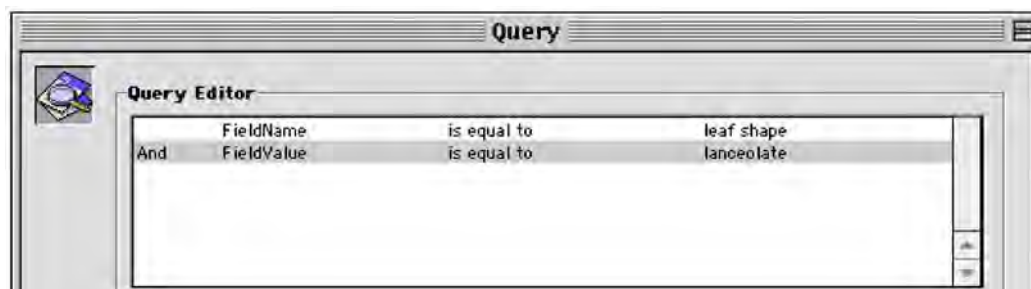 Query
Query Editor
FieldName is equal to leaf shape
And FieldValue is equal to lanceolate